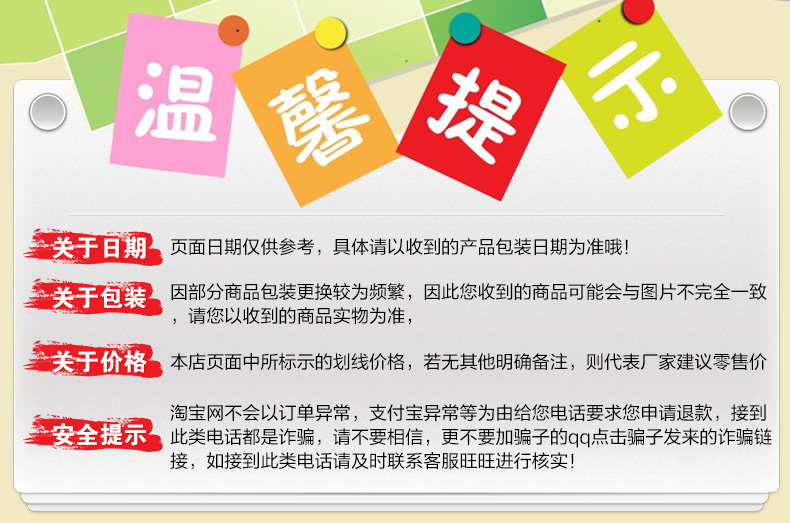 温馨提示
关于日期
页面日期仅供参考，具体请以收到的产品包装日期为准哦！
关于包装
因部分商品包装更换较为频繁，因此您收到的商品可能会与图片不完全一致
，请您以收到的商品实物为准，
关于价格
本店页面中所标示的划线价格，若无其他明确备注，则代表厂家建议零售价
安全提示
淘宝网不会以订单异常，支付宝异常等为由给您电话要求您申请退款，接到
此类电话都是诈骗，请不要相信，更不要加骗子的qq点击骗子发来的诈骗链
接，如接到此类电话请及时联系客服旺旺进行核实！